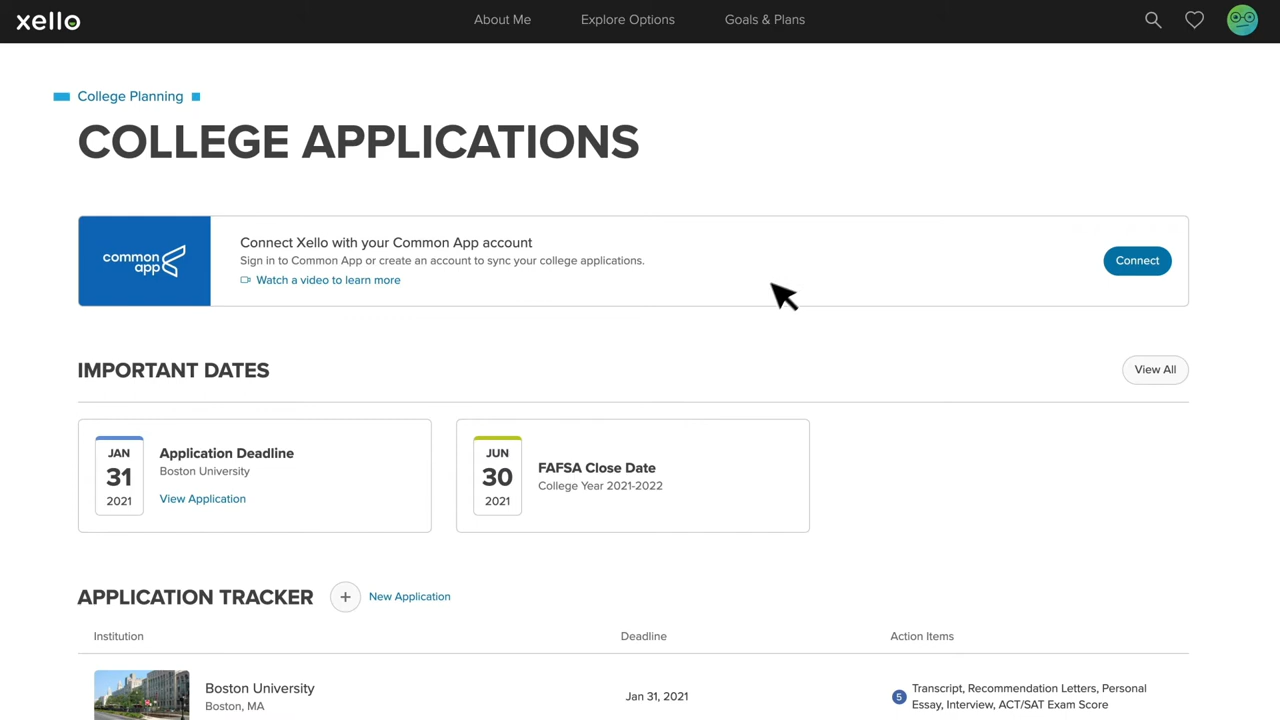 xello
About Me
Explore Options
Goals & Plans
College Planning
COLLEGE APPLICATIONS
common app
Connect Xello with your Common App account
Sign in to Common App or create an account to sync your college applications.
Watch a video to learn more
Connect
IMPORTANT DATES
View All
JAN
31
2021
Application Deadline
Boston University
View Application
JUN
30
2021
FAFSA Close Date
College Year 2021-2022
APPLICATION TRACKER
+
New Application
Institution
Deadline
Action Items
Boston University
Boston, MA
Jan 31, 2021
5
Transcript, Recommendation Letters, Personal
Essay, Interview, ACT/SAT Exam Score